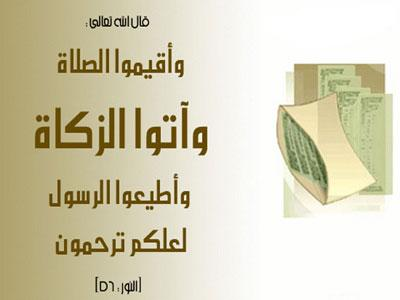 قال الله تعالى :
وأقيموا الصلاة
وآتوا الزكاة
وأطيعوا الرسول
لعلكم ترحمون
[النور : ٥٦]